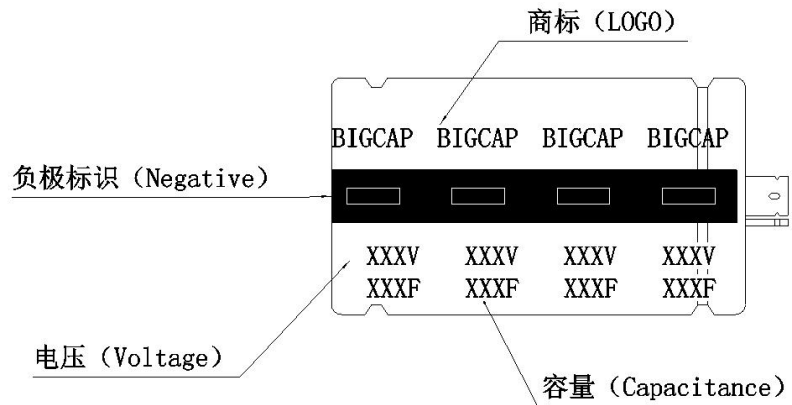 商标（LOGO）
BIGCAP BIGCAP BIGCAP BIGCAP
负极标识（Negative）
XXXV XXXV XXXV XXXV
XXXF XXXF XXXF XXXF
电压（Voltage）
容量（Capacitance）